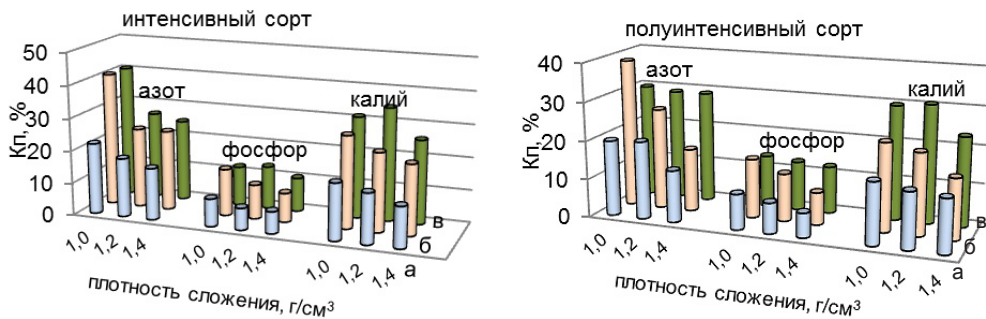 интенсивный сорт
50
40
30
20
10
0
Кп, %
азот
фосфор
калий
1,0
1,2
1,4
1,0
1,2
1,4
1,0
1,2
1,4
в
б
а
плотность сложения, г/см³
полуинтенсивный сорт
40
30
20
10
0
Кп, %
азот
фосфор
калий
1,0
1,2
1,4
1,0
1,2
1,4
1,0
1,2
1,4
в
б
а
плотность сложения, г/см³